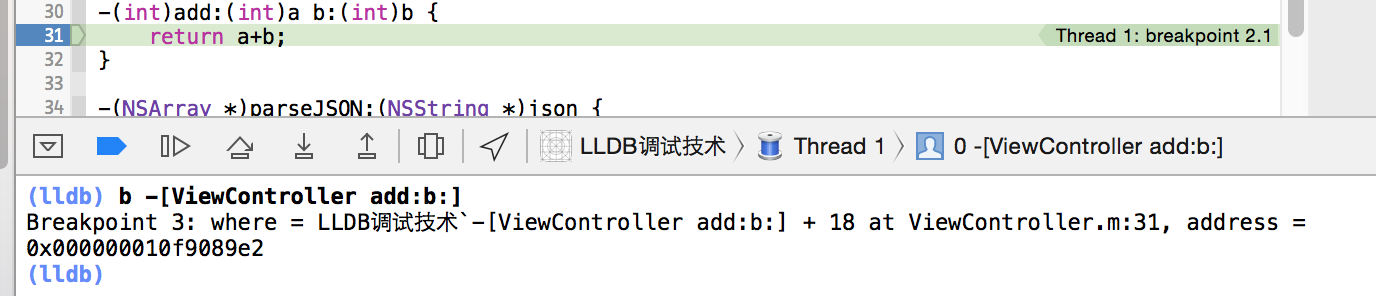 30 -(int)add:(int)a b:(int)b {
31 return a+b; Thread 1: breakpoint 2.1
32 }
33
34 -(NSArray *)parseJSON:(NSString *)json {
LLDB调试技术 Thread 1 0 -[ViewController add:b:]
(lldb) b -[ViewController add:b:]
Breakpoint 3: where = LLDB调试技术`-[ViewController add:b:] + 18 at ViewController.m:31, address =
0x000000010f9089e2
(lldb)